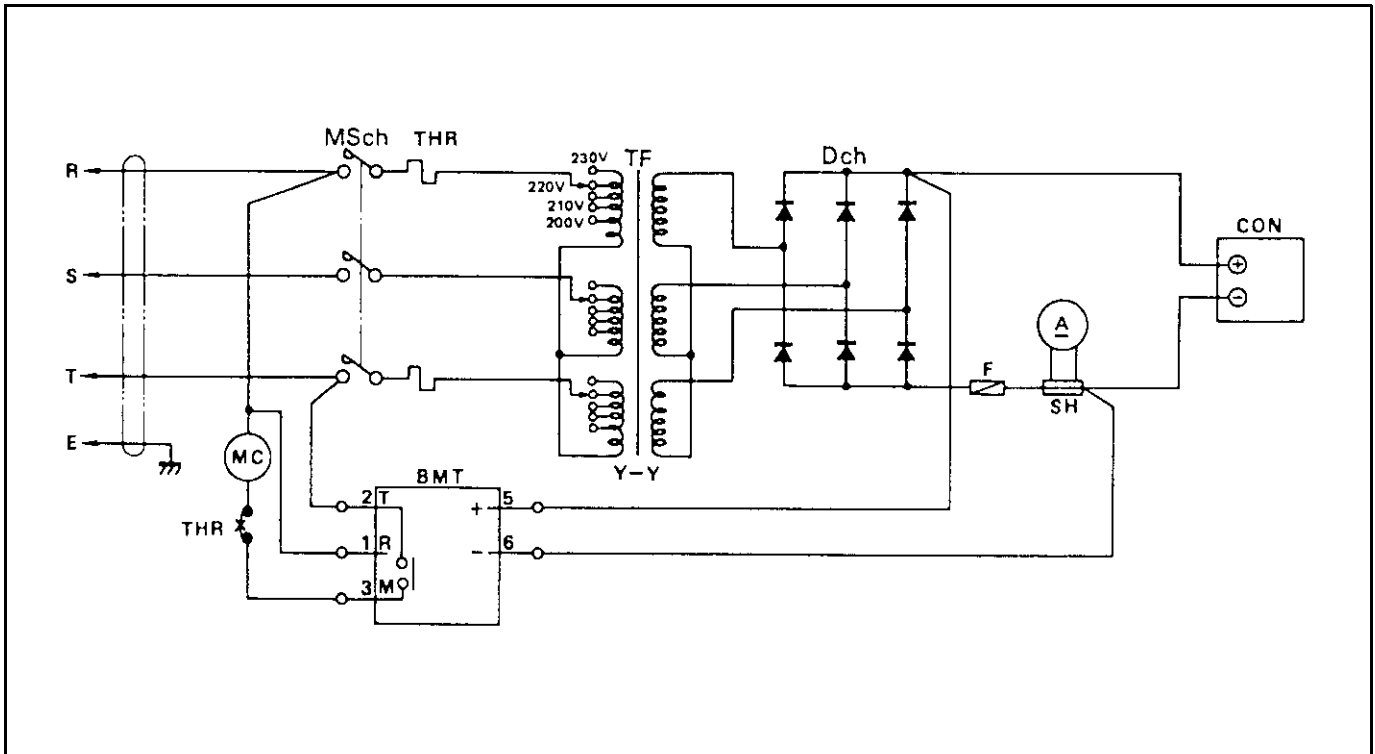 MSch THR
230V TF Dch
R
220V
210V
200V
CON
+
S
−
A
T
F
SH
E
MC
Y-Y
BMT
2 T + 5
THR
1 R − 6
3 M